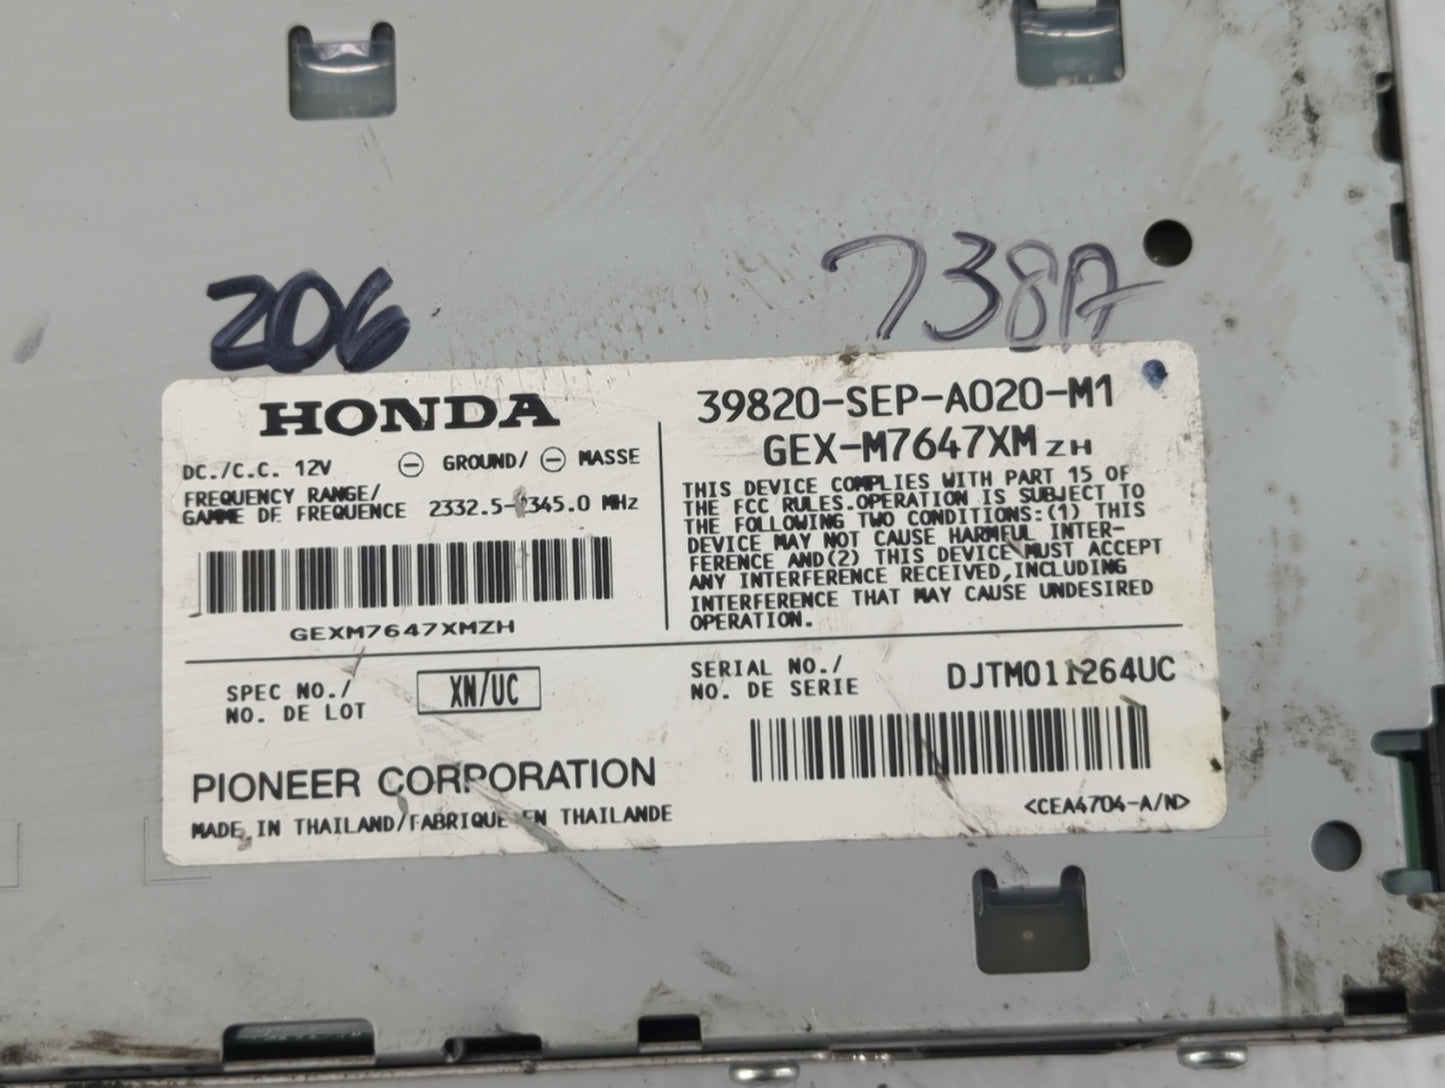 206
738A
HONDA
DC./C.C. 12V ⊖ GROUND/ ⊖ MASSE
FREQUENCY RANGE/
GAMME DE FREQUENCE 2332.5-2345.0 MHz
GEXM7647XMZH
39820-SEP-A020-M1
GEX-M7647XM ZH
THIS DEVICE COMPLIES WITH PART 15 OF
THE FCC RULES.OPERATION IS SUBJECT TO
THE FOLLOWING TWO CONDITIONS:(1) THIS
DEVICE MAY NOT CAUSE HARMFUL INTER-
FERENCE AND(2) THIS DEVICE MUST ACCEPT
ANY INTERFERENCE RECEIVED,INCLUDING
INTERFERENCE THAT MAY CAUSE UNDESIRED
OPERATION.
SPEC NO./
NO. DE LOT
XN/UC
SERIAL NO./
NO. DE SERIE
DJTM011264UC
PIONEER CORPORATION
MADE IN THAILAND/FABRIQUE EN THAILANDE
<CEA4704-A/N>